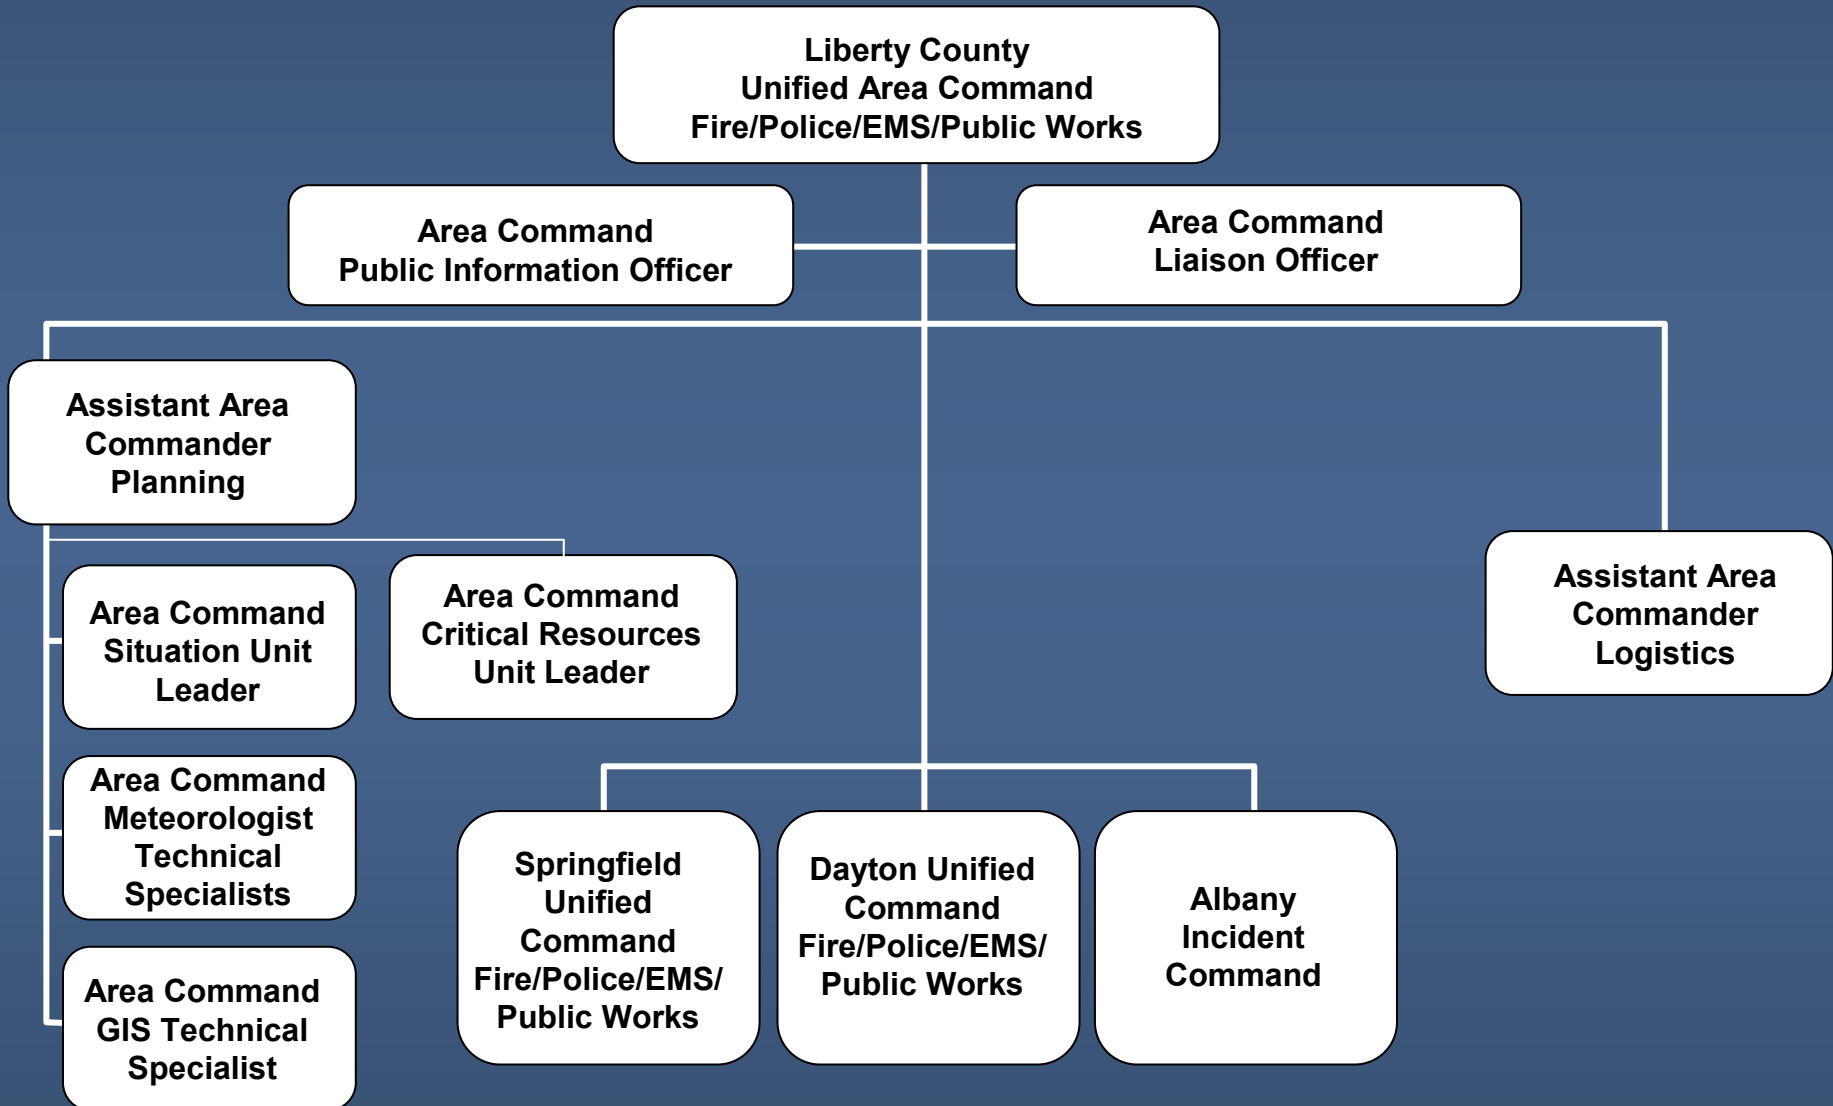 Liberty County
Unified Area Command
Fire/Police/EMS/Public Works
Area Command
Public Information Officer
Area Command
Liaison Officer
Assistant Area
Commander
Planning
Area Command
Situation Unit
Leader
Area Command
Critical Resources
Unit Leader
Assistant Area
Commander
Logistics
Area Command
Meteorologist
Technical
Specialists
Area Command
GIS Technical
Specialist
Springfield
Unified
Command
Fire/Police/EMS/
Public Works
Dayton Unified
Command
Fire/Police/EMS/
Public Works
Albany
Incident
Command